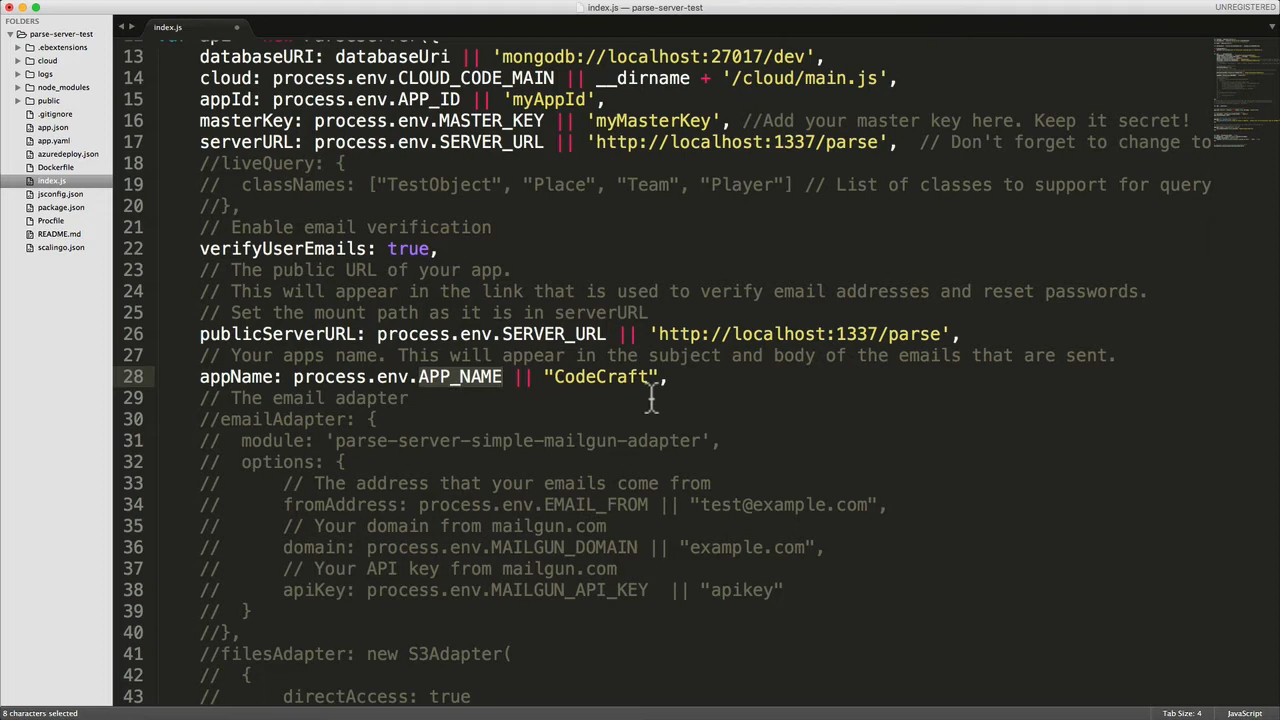 index.js — parse-server-test
UNREGISTERED
FOLDERS
parse-server-test
.ebextensions
cloud
logs
node_modules
public
.gitignore
app.json
app.yaml
azuredeploy.json
Dockerfile
index.js
jsconfig.json
package.json
Procfile
README.md
scalingo.json
index.js
13 databaseURI: databaseUri || 'mongodb://localhost:27017/dev',
14 cloud: process.env.CLOUD_CODE_MAIN || __dirname + '/cloud/main.js',
15 appId: process.env.APP_ID || 'myAppId',
16 masterKey: process.env.MASTER_KEY || 'myMasterKey', //Add your master key here. Keep it secret!
17 serverURL: process.env.SERVER_URL || 'http://localhost:1337/parse',  // Don't forget to change to
18 //liveQuery: {
19 //  classNames: ["TestObject", "Place", "Team", "Player"] // List of classes to support for query
20 //},
21 // Enable email verification
22 verifyUserEmails: true,
23 // The public URL of your app.
24 // This will appear in the link that is used to verify email addresses and reset passwords.
25 // Set the mount path as it is in serverURL
26 publicServerURL: process.env.SERVER_URL || 'http://localhost:1337/parse',
27 // Your apps name. This will appear in the subject and body of the emails that are sent.
28 appName: process.env.APP_NAME || "CodeCraft",
29 // The email adapter
30 //emailAdapter: {
31 //  module: 'parse-server-simple-mailgun-adapter',
32 //  options: {
33 //      // The address that your emails come from
34 //      fromAddress: process.env.EMAIL_FROM || "test@example.com",
35 //      // Your domain from mailgun.com
36 //      domain: process.env.MAILGUN_DOMAIN || "example.com",
37 //      // Your API key from mailgun.com
38 //      apiKey: process.env.MAILGUN_API_KEY  || "apikey"
39 //  }
40 //},
41 //filesAdapter: new S3Adapter(
42 //  {
43 //      directAccess: true
8 characters selected
Tab Size: 4
JavaScript